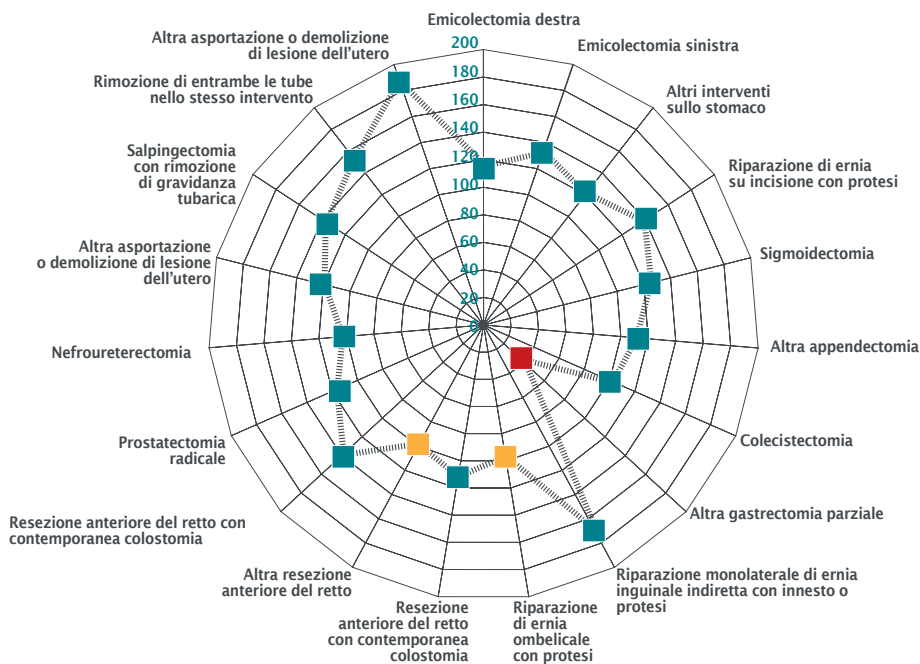 Emicolectomia destra
Emicolectomia sinistra
Altri interventi
sullo stomaco
Riparazione di ernia
su incisione con protesi
Sigmoidectomia
Altra appendectomia
Colecistectomia
Altra gastrectomia parziale
Riparazione monolaterale di ernia
inguinale indiretta con innesto o
protesi
Riparazione
di ernia
ombelicale
con protesi
Resezione
anteriore del retto
con contemporanea
colostomia
Altra resezione
anteriore del retto
Resezione anteriore del retto con
contemporanea colostomia
Prostatectomia
radicale
Nefroureterectomia
Altra asportazione
o demolizione di lesione
dell'utero
Salpingectomia
con rimozione
di gravidanza
tubarica
Rimozione di entrambe le tube
nello stesso intervento
Altra asportazione o demolizione
di lesione dell'utero
200
180
160
140
120
100
80
60
40
20
0